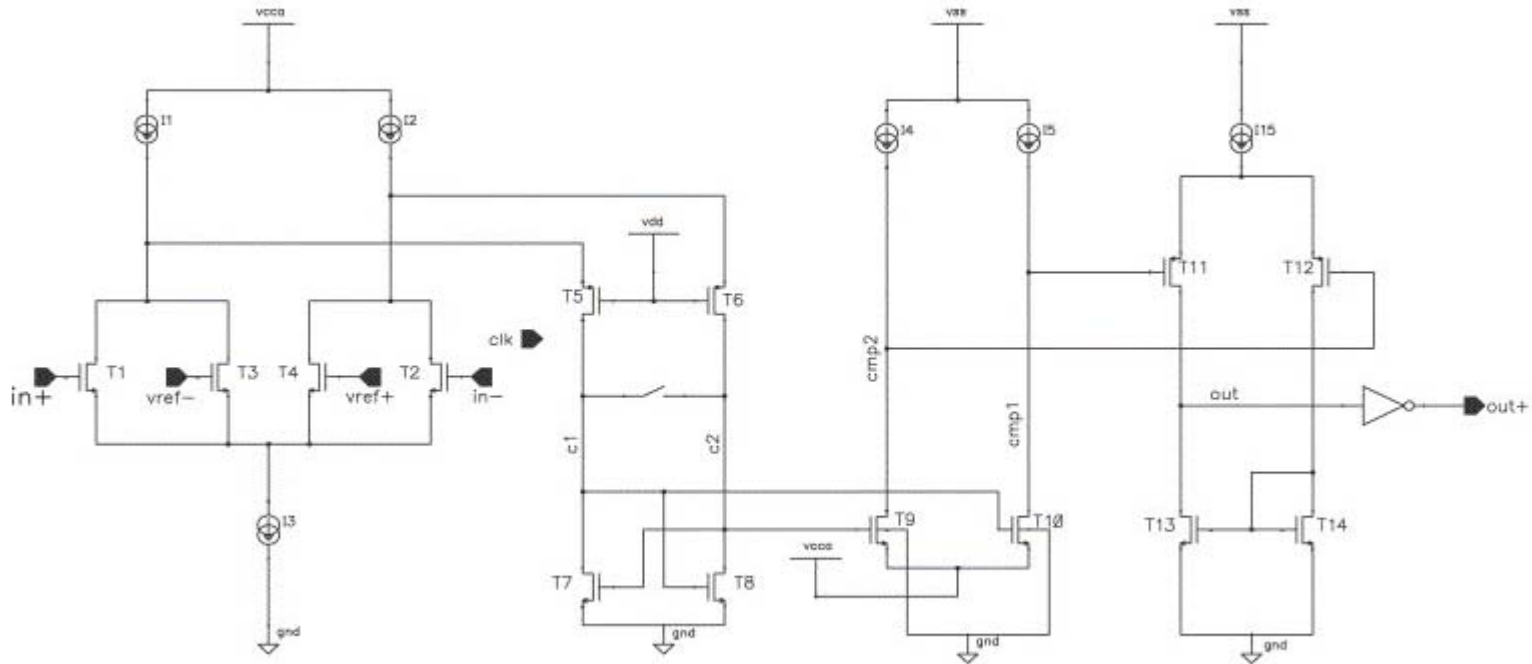 vcca
vss
vss
I1
I2
I4
I5
I15
vdd
T11
T12
T5
T6
clk
cmp2
T1
T3
T4
T2
in+
vref-
vref+
in-
out
out+
c1
c2
cmp1
I3
T9
T10
T13
T14
vcca
T7
T8
gnd
gnd
gnd
gnd